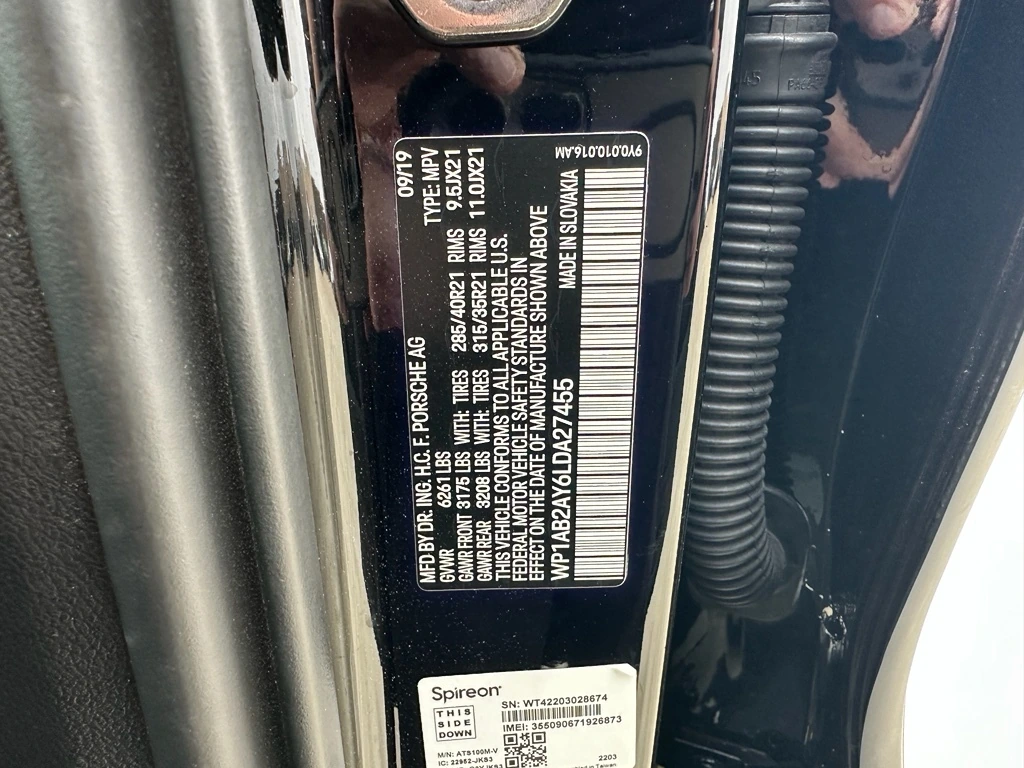 MFD BY DR. ING. H.C. F. PORSCHE AG 09/19
GVWR 6261 LBS TYPE: MPV
GAWR FRONT 3175 LBS WITH: TIRES 285/40R21 RIMS 9.5JX21
GAWR REAR 3208 LBS WITH: TIRES 315/35R21 RIMS 11.0JX21
THIS VEHICLE CONFORMS TO ALL APPLICABLE U.S.
FEDERAL MOTOR VEHICLE SAFETY STANDARDS IN
EFFECT ON THE DATE OF MANUFACTURE SHOWN ABOVE
WP1AB2AY6LDA27455 MADE IN SLOVAKIA
9Y0.010.016.AM
Spireon
THIS
SIDE
DOWN
SN: WT42203028674
IMEI: 355090671926873
M/N: ATS100M-V
IC: 22952-JKS3
2203
in Taiwan